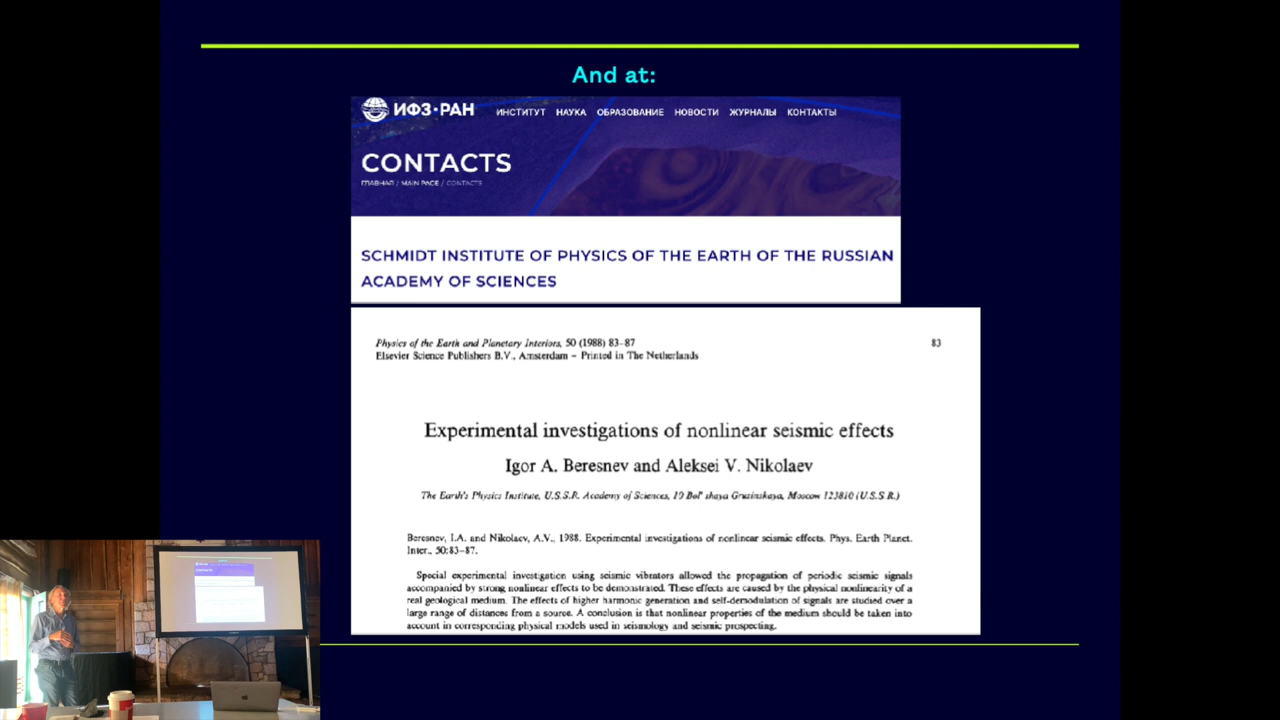 And at:
ИФЗ·РАН
ИНСТИТУТ НАУКА ОБРАЗОВАНИЕ НОВОСТИ ЖУРНАЛЫ КОНТАКТЫ
CONTACTS
ГЛАВНАЯ / MAIN PAGE / CONTACTS
SCHMIDT INSTITUTE OF PHYSICS OF THE EARTH OF THE RUSSIAN
ACADEMY OF SCIENCES
Physics of the Earth and Planetary Interiors, 50 (1988) 83–87 83
Elsevier Science Publishers B.V., Amsterdam – Printed in The Netherlands
Experimental investigations of nonlinear seismic effects
Igor A. Beresnev and Aleksei V. Nikolaev
The Earth's Physics Institute, U.S.S.R. Academy of Sciences, 10 Bol'shaya Gruzinskaya, Moscow 123810 (U.S.S.R.)
Beresnev, I.A. and Nikolaev, A.V., 1988. Experimental investigations of nonlinear seismic effects. Phys. Earth Planet.
Inter., 50: 83–87.
Special experimental investigation using seismic vibrators allowed the propagation of periodic seismic signals
accompanied by strong nonlinear effects to be demonstrated. These effects are caused by the physical nonlinearity of a
real geological medium. The effects of higher harmonic generation and self-demodulation of signals are studied over a
large range of distances from a source. A conclusion is that nonlinear properties of the medium should be taken into
account in corresponding physical models used in seismology and seismic prospecting.
CONTACTS